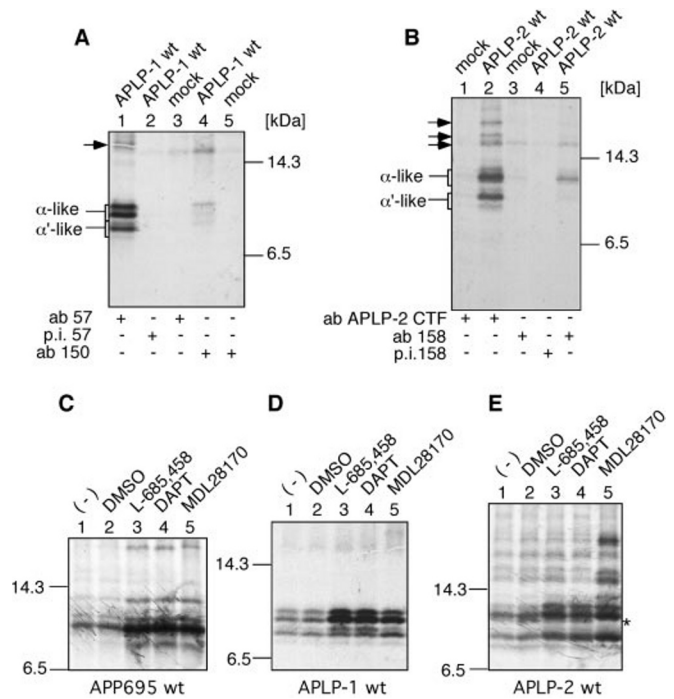 A
B
APLP-1 wt APLP-1 wt mock APLP-1 wt mock
1 2 3 4 5 [kDa]
14.3
α-like
α'-like
6.5
ab 57 + - + - -
p.i. 57 - + - - -
ab 150 - - - + +
mock APLP-2 wt mock APLP-2 wt APLP-2 wt
1 2 3 4 5 [kDa]
14.3
α-like
α'-like
6.5
ab APLP-2 CTF + + - - -
ab 158 - - + - +
p.i.158 - - - + -
C
D
E
(-) DMSO L-685,458 DAPT MDL28170
1 2 3 4 5
14.3
6.5
APP695 wt
(-) DMSO L-685,458 DAPT MDL28170
1 2 3 4 5
14.3
6.5
APLP-1 wt
(-) DMSO L-685,458 DAPT MDL28170
1 2 3 4 5
14.3
*
6.5
APLP-2 wt